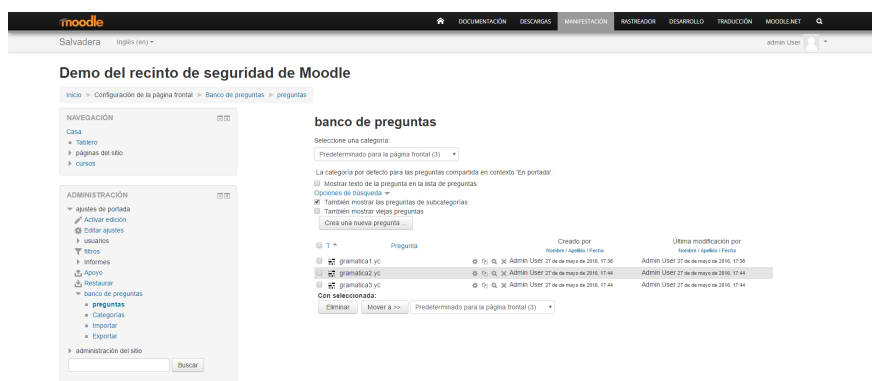 moodle
DOCUMENTACIÓN DESCARGAS MANIFESTACIÓN RASTREADOR DESARROLLO TRADUCCIÓN MOODLE.NET
Salvadera Inglés (en)
admin User
Demo del recinto de seguridad de Moodle
Inicio Configuración de la página frontal Banco de preguntas preguntas
NAVEGACIÓN
Casa
Tablero
páginas del sitio
cursos
ADMINISTRACIÓN
ajustes de portada
Activar edición
Editar ajustes
usuarios
filtros
Informes
Apoyo
Restaurar
banco de preguntas
preguntas
Categorías
Importar
Exportar
administración del sitio
Buscar
banco de preguntas
Seleccione una categoría:
Predeterminado para la página frontal (3)
La categoría por defecto para las preguntas compartida en contexto 'En portada'.
Mostrar texto de la pregunta en la lista de preguntas
Opciones de búsqueda
También mostrar las preguntas de subcategorías
También mostrar viejas preguntas
Crea una nueva pregunta ...
T Pregunta Creado por Última modificación por
Nombre / Apellido / Fecha Nombre / Apellido / Fecha
gramatica1.yc Admin User 27 de de mayo de 2016, 17:36 Admin User 27 de de mayo de 2016, 17:36
gramatica2.yc Admin User 27 de de mayo de 2016, 17:44 Admin User 27 de de mayo de 2016, 17:44
gramatica3.yc Admin User 27 de de mayo de 2016, 17:44 Admin User 27 de de mayo de 2016, 17:44
Con seleccionada:
Eliminar Mover a >> Predeterminado para la página frontal (3)